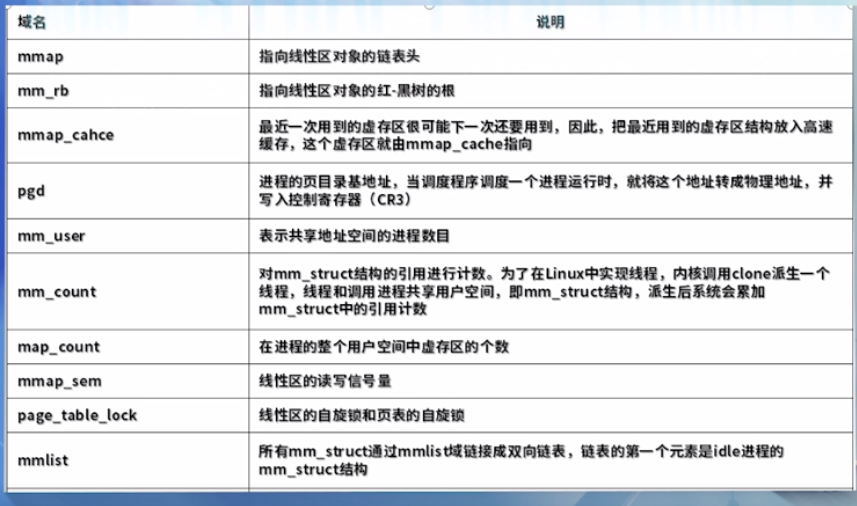 域名 说明
mmap 指向线性区对象的链表头
mm_rb 指向线性区对象的红-黑树的根
mmap_cahce 最近一次用到的虚存区很可能下一次还要用到，因此，把最近用到的虚存区结构放入高速
缓存，这个虚存区就由mmap_cache指向
pgd 进程的页目录基地址，当调度程序调度一个进程运行时，就将这个地址转成物理地址，并
写入控制寄存器（CR3）
mm_user 表示共享地址空间的进程数目
mm_count 对mm_struct结构的引用进行计数。为了在Linux中实现线程，内核调用clone派生一个
线程，线程和调用进程共享用户空间，即mm_struct结构，派生后系统会累加
mm_struct中的引用计数
map_count 在进程的整个用户空间中虚存区的个数
mmap_sem 线性区的读写信号量
page_table_lock 线性区的自旋锁和页表的自旋锁
mmlist 所有mm_struct通过mmlist域链接成双向链表，链表的第一个元素是idle进程的
mm_struct结构